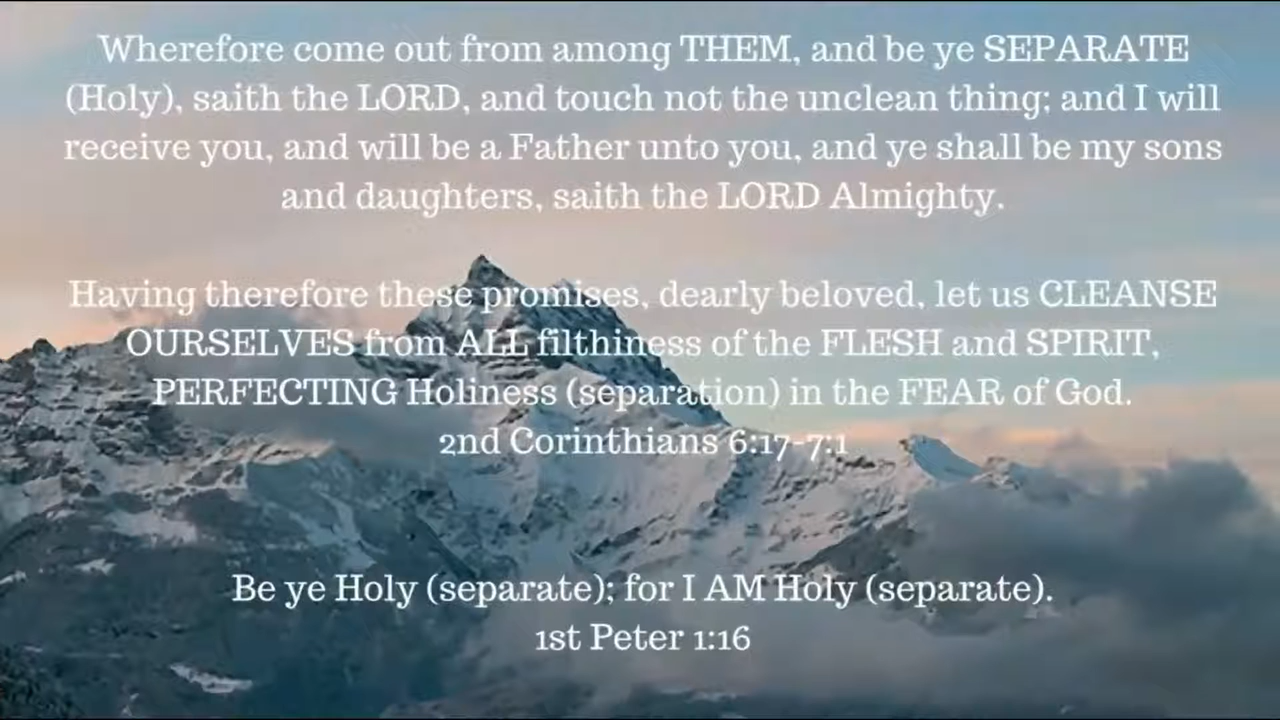 Wherefore come out from among THEM, and be ye SEPARATE
(Holy), saith the LORD, and touch not the unclean thing; and I will
receive you, and will be a Father unto you, and ye shall be my sons
and daughters, saith the LORD Almighty.
Having therefore these promises, dearly beloved, let us CLEANSE
OURSELVES from ALL filthiness of the FLESH and SPIRIT,
PERFECTING Holiness (separation) in the FEAR of God.
2nd Corinthians 6:17-7:1
Be ye Holy (separate); for I AM Holy (separate).
1st Peter 1:16